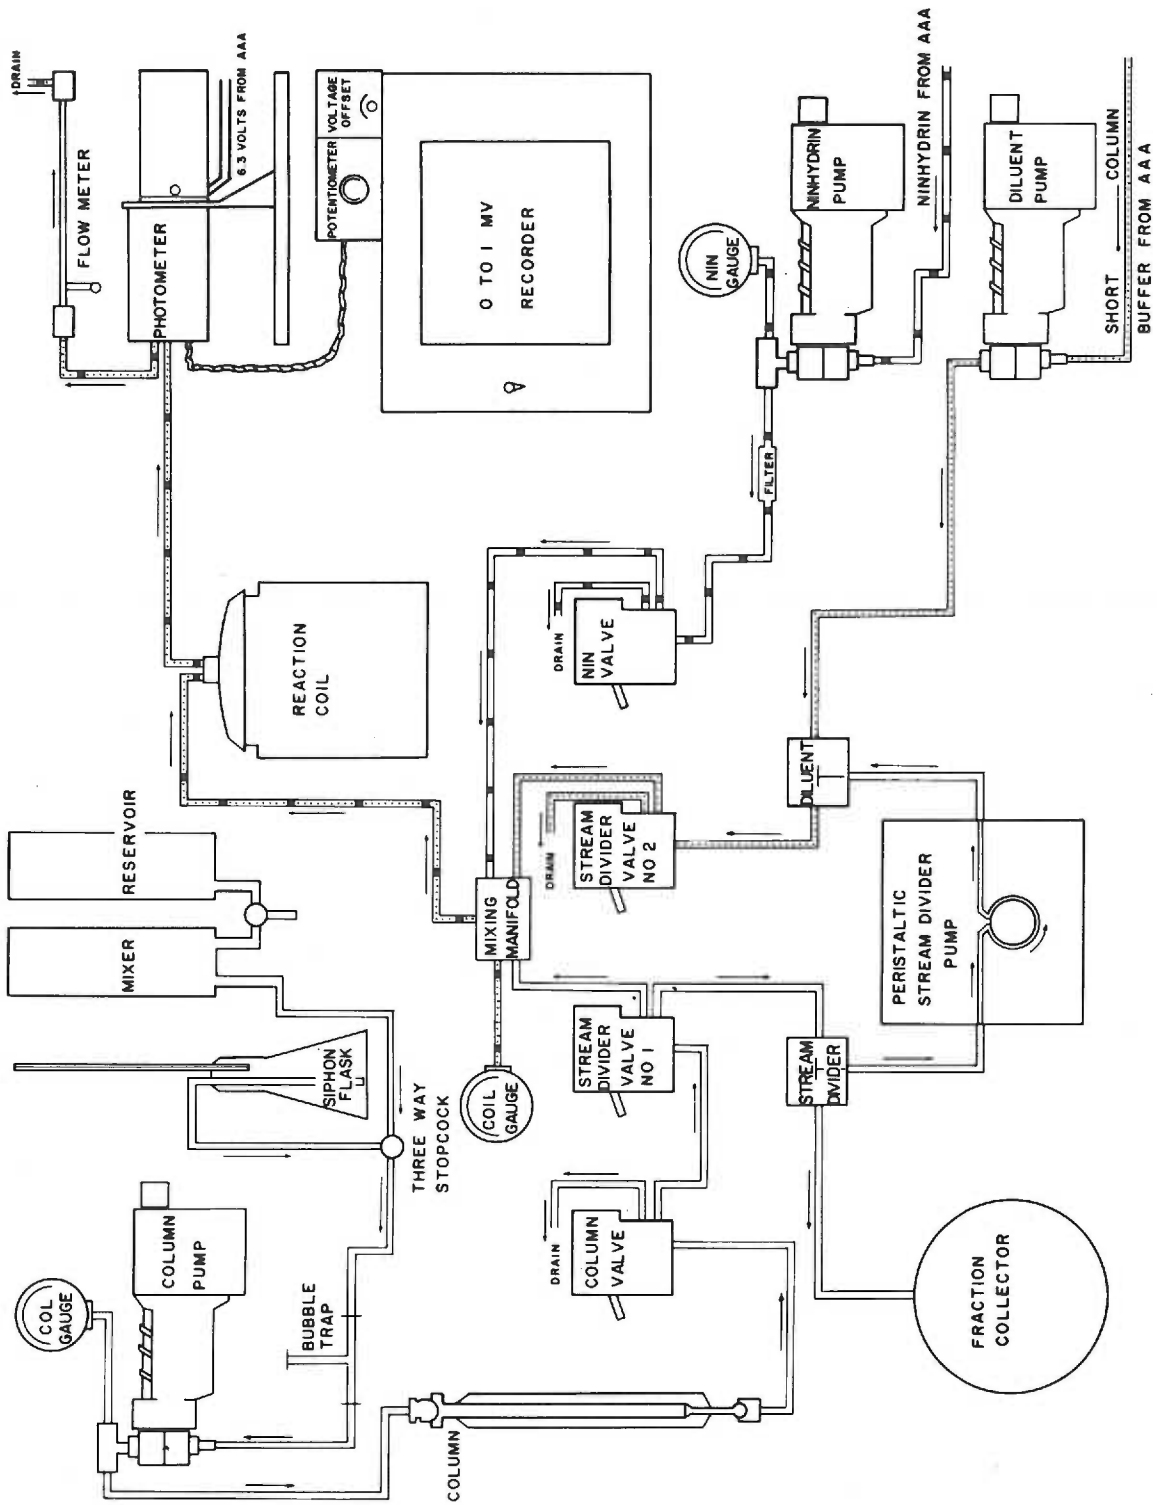 DRAIN
FLOW METER
PHOTOMETER
6.3 VOLTS FROM AAA
POTENTIOMETER
VOLTAGE
OFFSET
0 TO 1 MV
RECORDER
NIN
GAUGE
NINHYDRIN
PUMP
NINHYDRIN FROM AAA
DILUENT
PUMP
SHORT COLUMN
BUFFER FROM AAA
FILTER
REACTION
COIL
DRAIN
NIN
VALVE
RESERVOIR
MIXER
SIPHON
FLASK
THREE WAY
STOPCOCK
MIXING
MANIFOLD
COIL
GAUGE
DRAIN
STREAM
DIVIDER
VALVE
NO 2
DILUENT
STREAM
DIVIDER
VALVE
NO 1
PERISTALTIC
STREAM DIVIDER
PUMP
STREAM
DIVIDER
COL
GAUGE
COLUMN
PUMP
BUBBLE
TRAP
COLUMN
DRAIN
COLUMN
VALVE
FRACTION
COLLECTOR